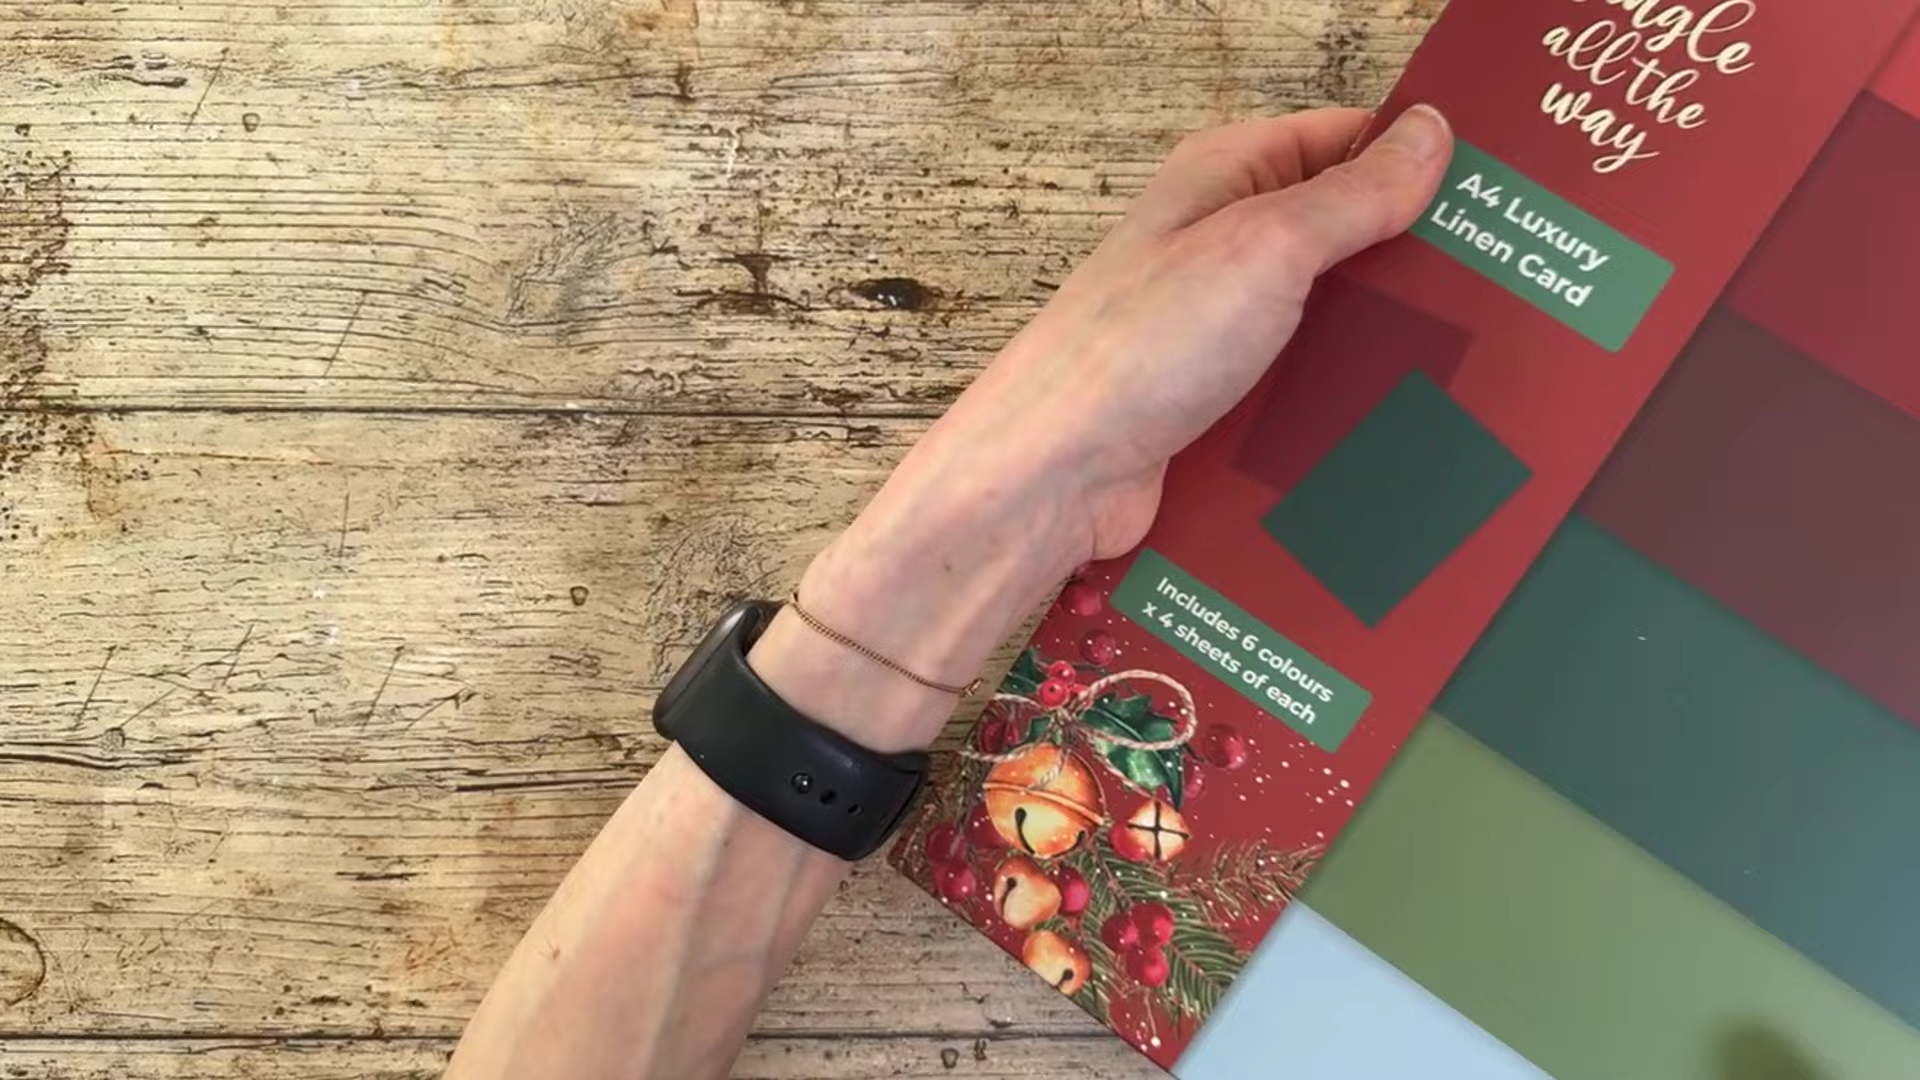 all the
way
A4 Luxury
Linen Card
Includes 6 colours
x 4 sheets of each